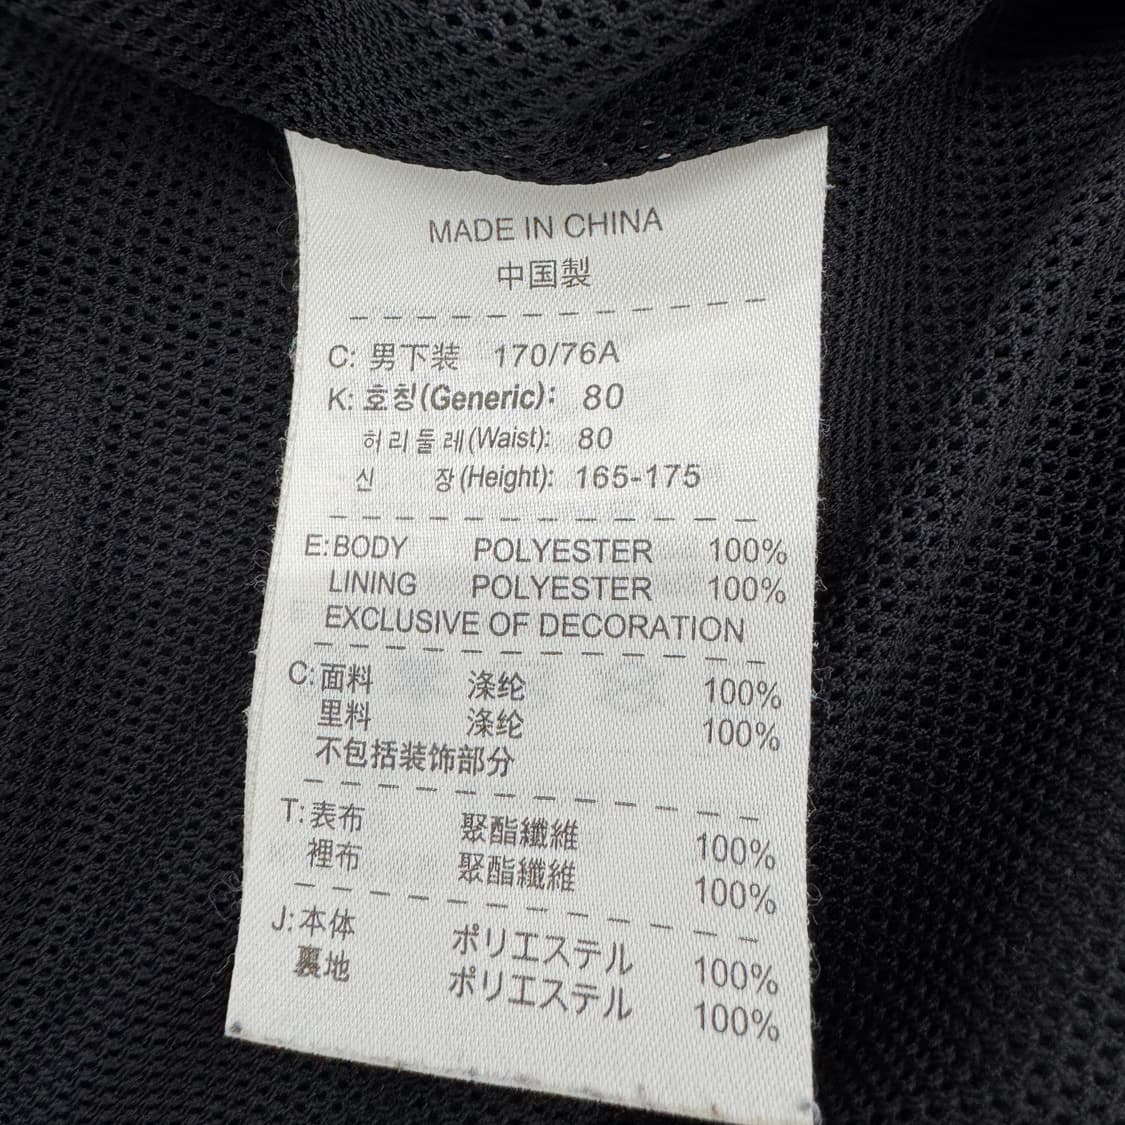 MADE IN CHINA
中国製
C: 男下装 170/76A
K: 호칭(Generic): 80
허리둘레(Waist): 80
신 장(Height): 165-175
E: BODY POLYESTER 100%
LINING POLYESTER 100%
EXCLUSIVE OF DECORATION
C: 面料 涤纶 100%
里料 涤纶 100%
不包括装饰部分
T: 表布 聚酯纖維 100%
裡布 聚酯纖維 100%
J: 本体 ポリエステル 100%
裏地 ポリエステル 100%